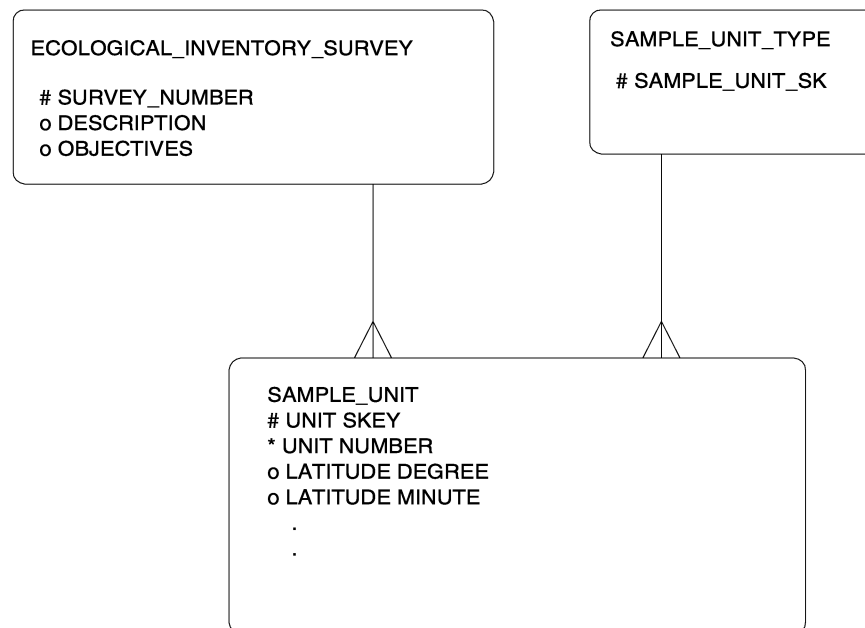 ECOLOGICAL_INVENTORY_SURVEY
# SURVEY_NUMBER
o DESCRIPTION
o OBJECTIVES
SAMPLE_UNIT_TYPE
# SAMPLE_UNIT_SK
SAMPLE_UNIT
# UNIT SKEY
* UNIT NUMBER
o LATITUDE DEGREE
o LATITUDE MINUTE
.
.